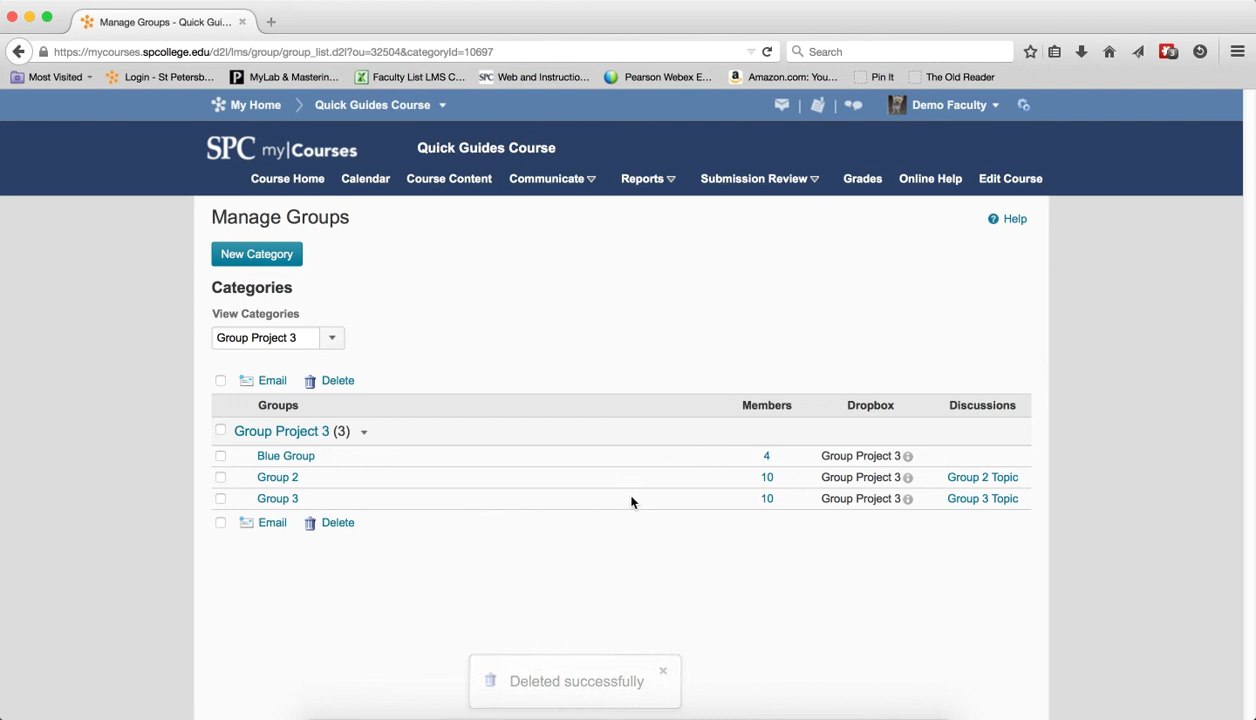 Manage Groups - Quick Gui...
https://mycourses.spcollege.edu/d2l/lms/group/group_list.d2l?ou=32504&categoryId=10697
Search
Most Visited
Login - St Petersb...
MyLab & Masterin...
Faculty List LMS C...
SPC Web and Instructio...
Pearson Webex E...
Amazon.com: You...
Pin It
The Old Reader
My Home
Quick Guides Course
Demo Faculty
SPC my|Courses
Quick Guides Course
Course Home
Calendar
Course Content
Communicate
Reports
Submission Review
Grades
Online Help
Edit Course
Manage Groups
Help
New Category
Categories
View Categories
Group Project 3
Email Delete
Groups Members Dropbox Discussions
Group Project 3 (3)
Blue Group 4 Group Project 3
Group 2 10 Group Project 3 Group 2 Topic
Group 3 10 Group Project 3 Group 3 Topic
Email Delete
Deleted successfully